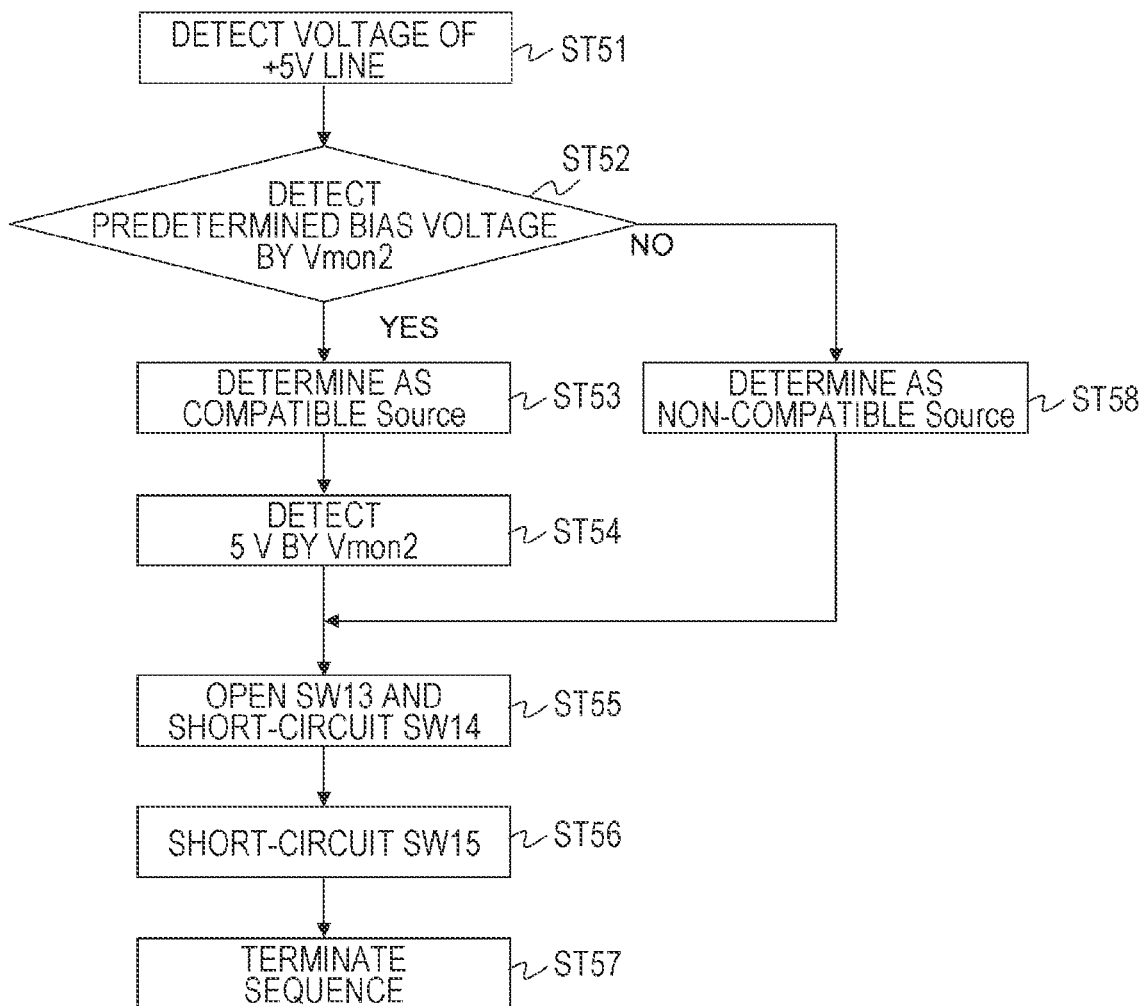 DETECT VOLTAGE OF
+5V LINE
ST51
DETECT
PREDETERMINED BIAS VOLTAGE
BY Vmon2
ST52
NO
YES
DETERMINE AS
COMPATIBLE Source
ST53
DETERMINE AS
NON-COMPATIBLE Source
ST58
DETECT
5 V BY Vmon2
ST54
OPEN SW13 AND
SHORT-CIRCUIT SW14
ST55
SHORT-CIRCUIT SW15
ST56
TERMINATE
SEQUENCE
ST57